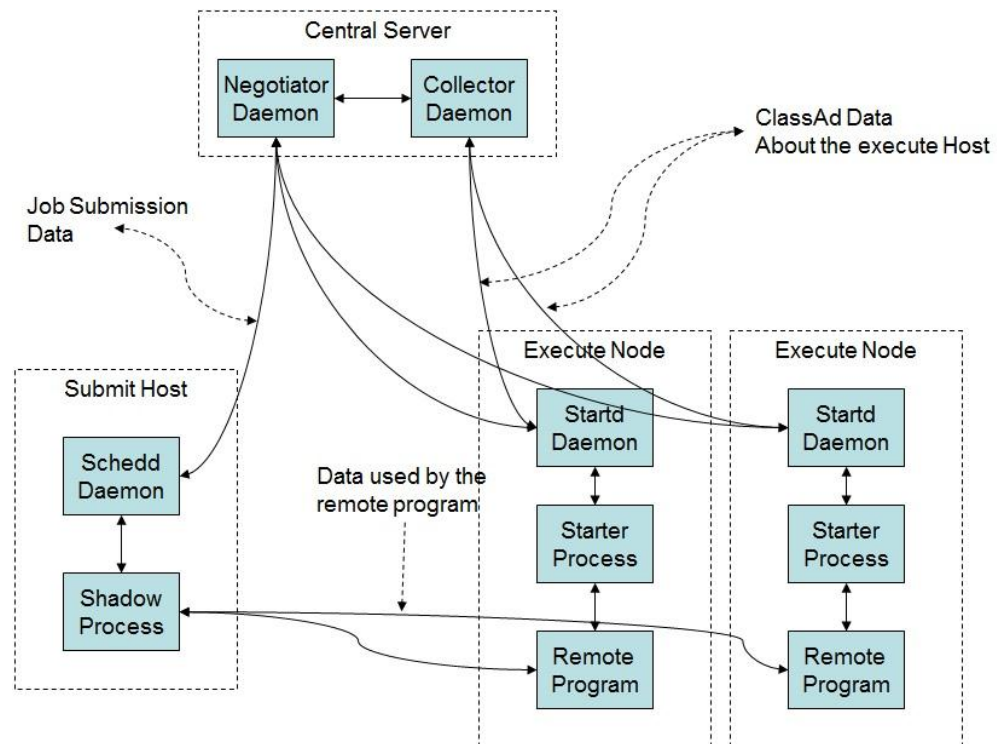 Central Server
Negotiator
Daemon
Collector
Daemon
ClassAd Data
About the execute Host
Job Submission
Data
Execute Node
Execute Node
Submit Host
Startd
Daemon
Startd
Daemon
Schedd
Daemon
Data used by the
remote program
Starter
Process
Starter
Process
Shadow
Process
Remote
Program
Remote
Program